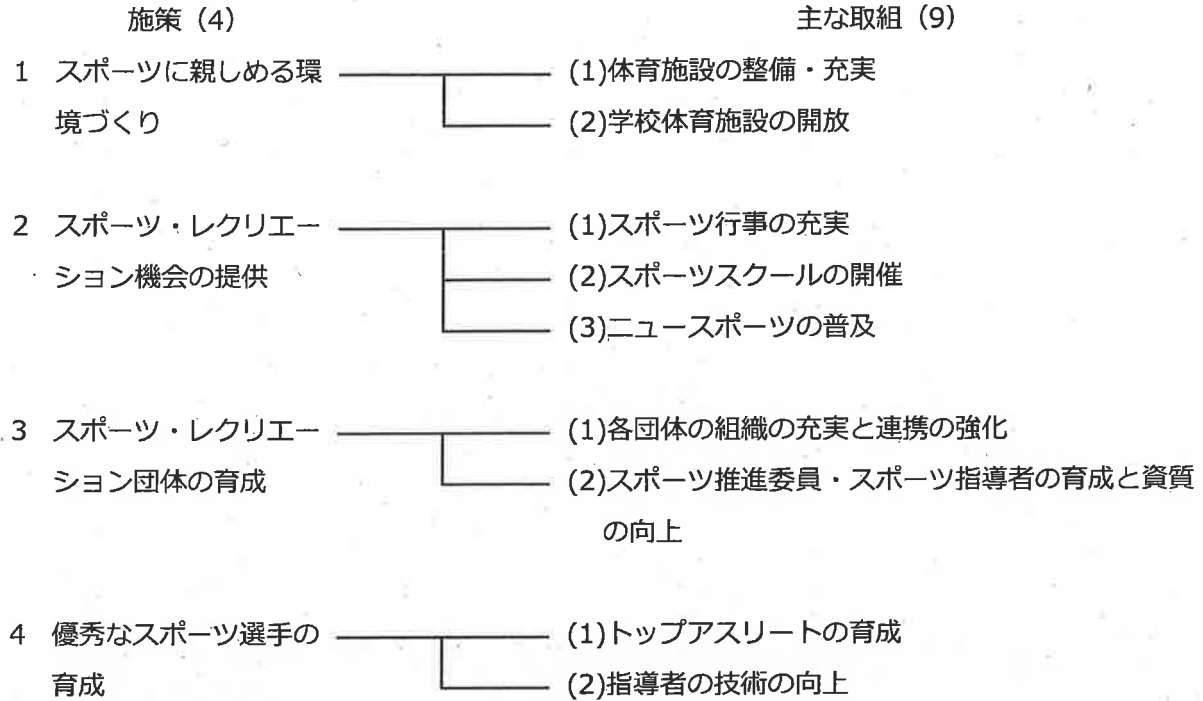 施策（4）　主な取組（9）
1　スポーツに親しめる環　(1)体育施設の整備・充実
境づくり　(2)学校体育施設の開放
2　スポーツ・レクリエー　(1)スポーツ行事の充実
ション機会の提供　(2)スポーツスクールの開催
(3)ニュースポーツの普及
3　スポーツ・レクリエー　(1)各団体の組織の充実と連携の強化
ション団体の育成　(2)スポーツ推進委員・スポーツ指導者の育成と資質
の向上
4　優秀なスポーツ選手の　(1)トップアスリートの育成
育成　(2)指導者の技術の向上